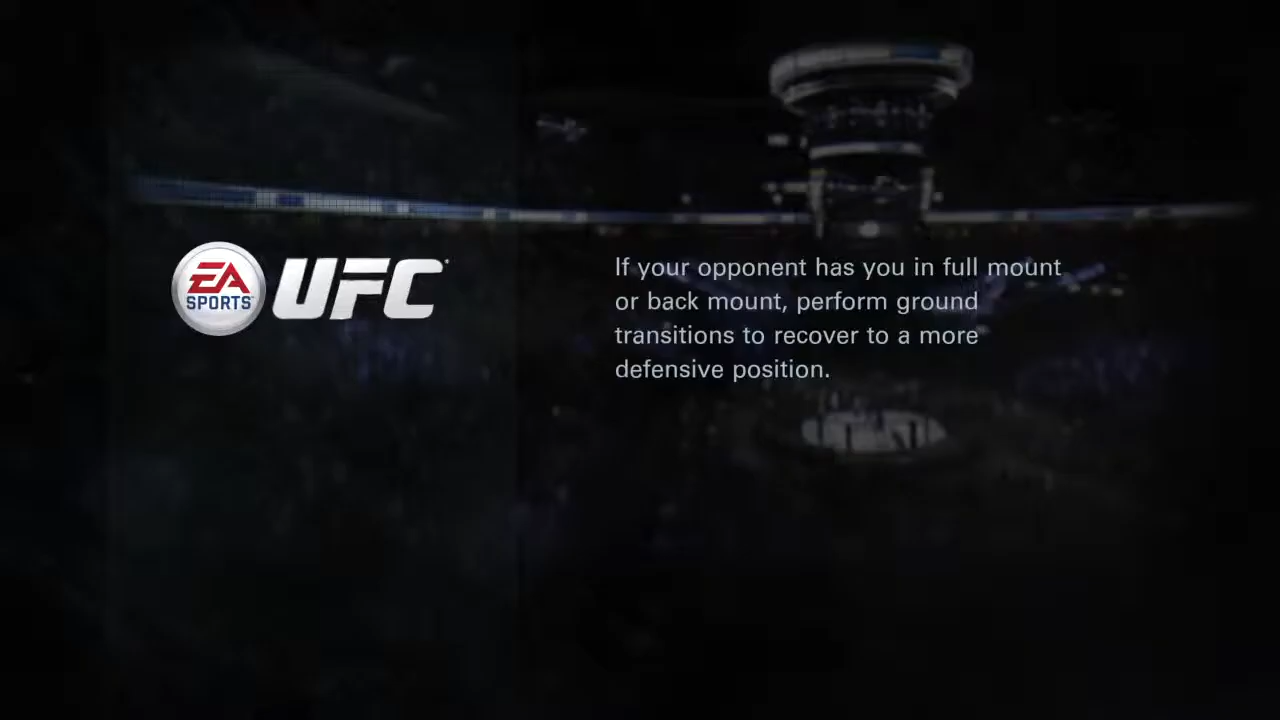 EA
SPORTS
UFC
If your opponent has you in full mount
or back mount, perform ground
transitions to recover to a more
defensive position.